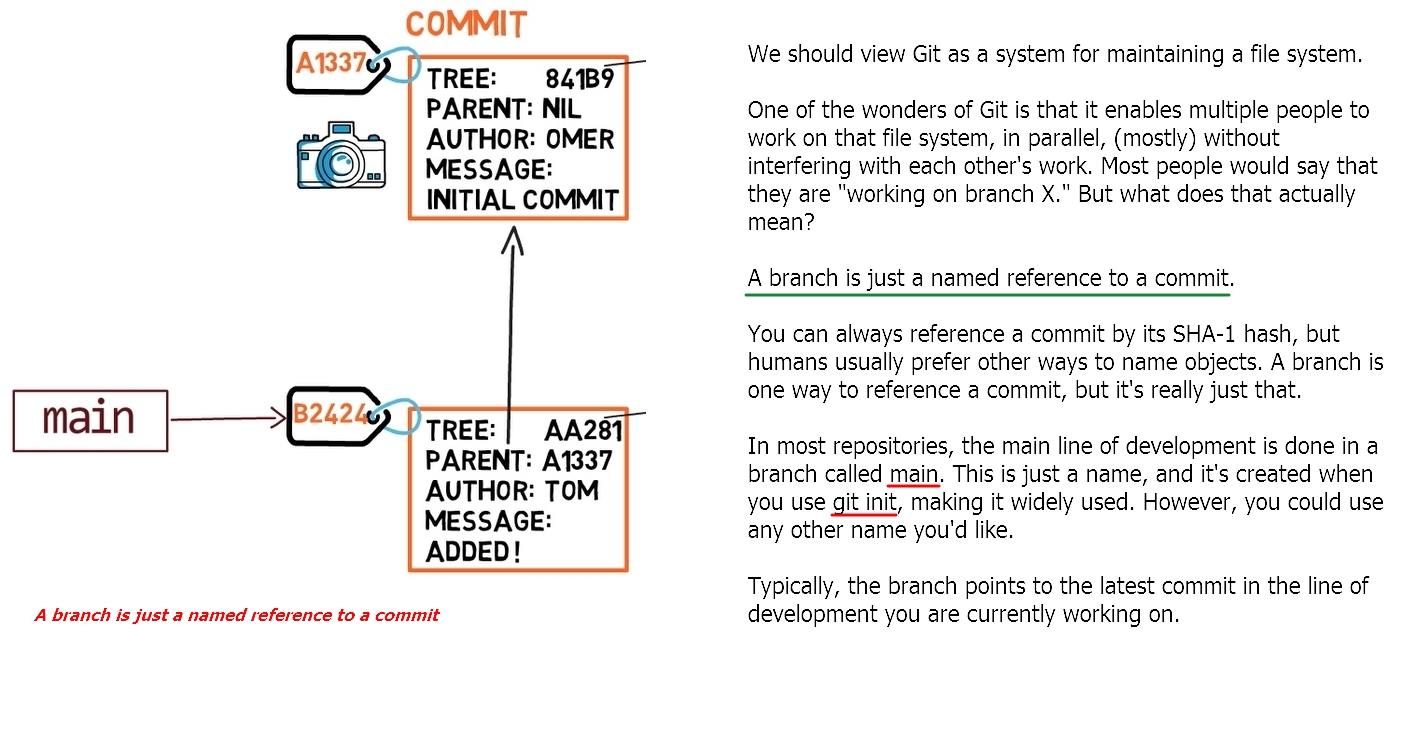 COMMIT
A1337
TREE: 841B9
PARENT: NIL
AUTHOR: OMER
MESSAGE:
INITIAL COMMIT
main
B2424
TREE: AA281
PARENT: A1337
AUTHOR: TOM
MESSAGE:
ADDED!
A branch is just a named reference to a commit
We should view Git as a system for maintaining a file system.
One of the wonders of Git is that it enables multiple people to
work on that file system, in parallel, (mostly) without
interfering with each other's work. Most people would say that
they are "working on branch X." But what does that actually
mean?
A branch is just a named reference to a commit.
You can always reference a commit by its SHA-1 hash, but
humans usually prefer other ways to name objects. A branch is
one way to reference a commit, but it's really just that.
In most repositories, the main line of development is done in a
branch called main. This is just a name, and it's created when
you use git init, making it widely used. However, you could use
any other name you'd like.
Typically, the branch points to the latest commit in the line of
development you are currently working on.